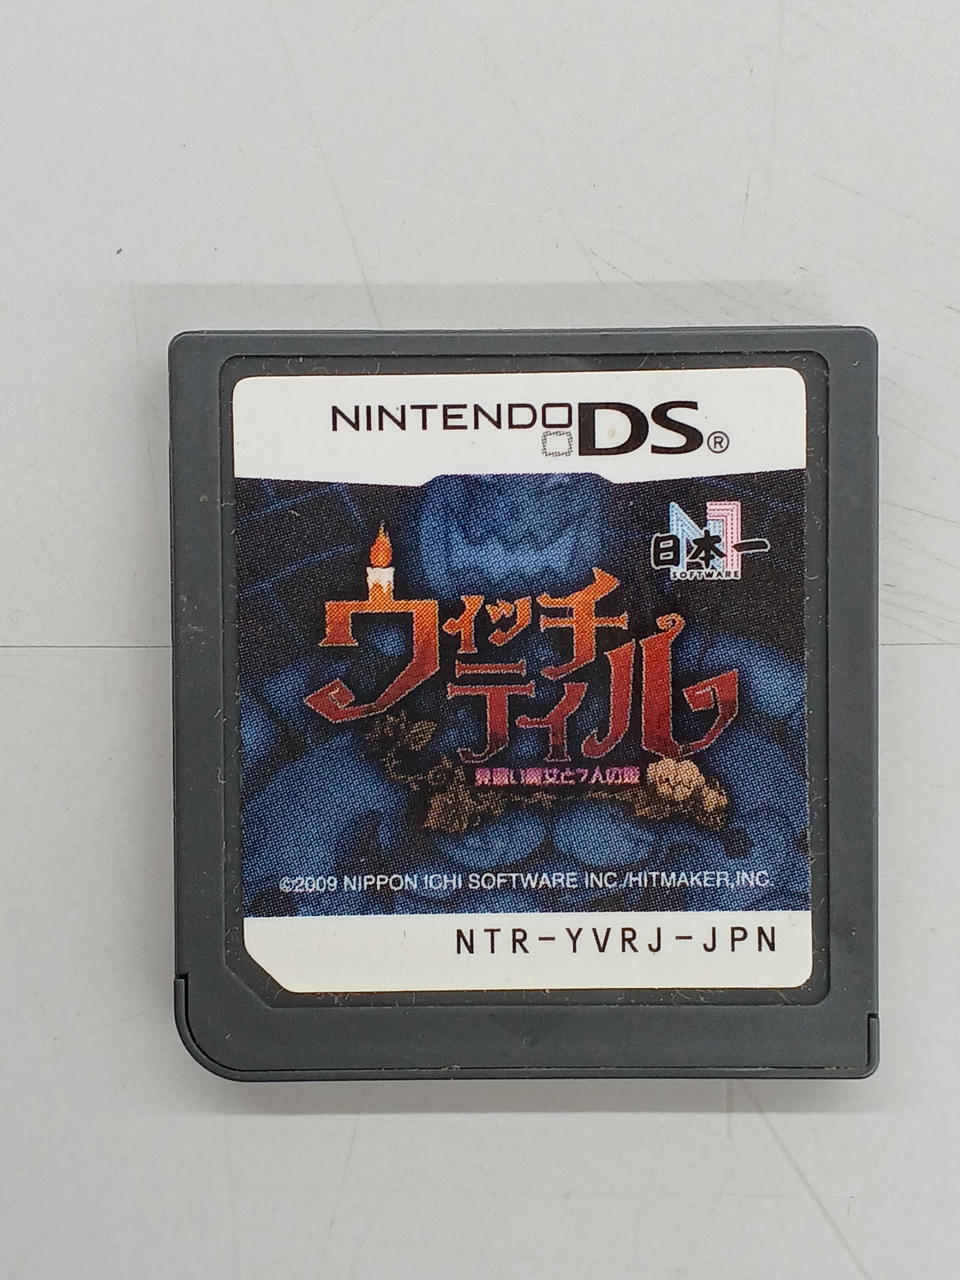 NINTENDO DS®
日本一
SOFTWARE
ウィッチ
テイル
見習い魔女と7人の姫
©2009 NIPPON ICHI SOFTWARE INC./HITMAKER,INC.
NTR-YVRJ-JPN